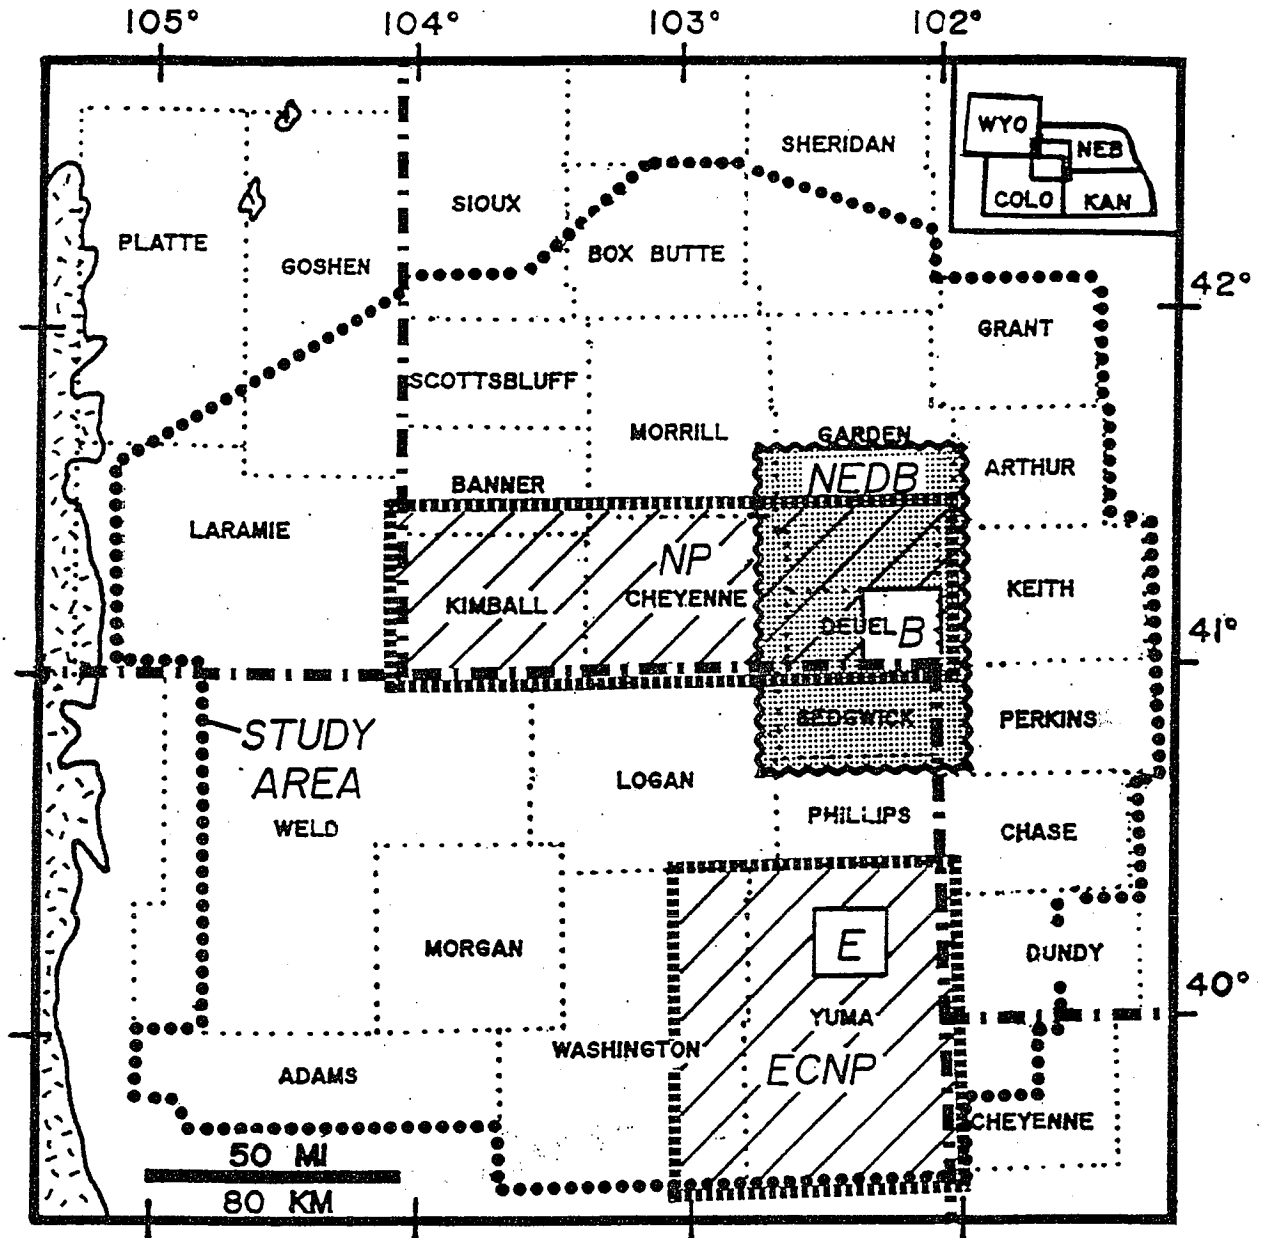 105° 104° 103° 102°
SHERIDAN
WYO
NEB
COLO KAN
SIOUX
PLATTE
GOSHEN
BOX BUTTE
42°
GRANT
SCOTTSBLUFF
MORRILL
GARDEN
ARTHUR
NEDB
BANNER
LARAMIE
NP
KEITH
KIMBALL
CHEYENNE
DEUEL B
41°
SEDGWICK
PERKINS
STUDY
AREA
LOGAN
WELD
PHILLIPS
CHASE
E
MORGAN
DUNDY
40°
YUMA
WASHINGTON
ECNP
ADAMS
CHEYENNE
50 MI
80 KM